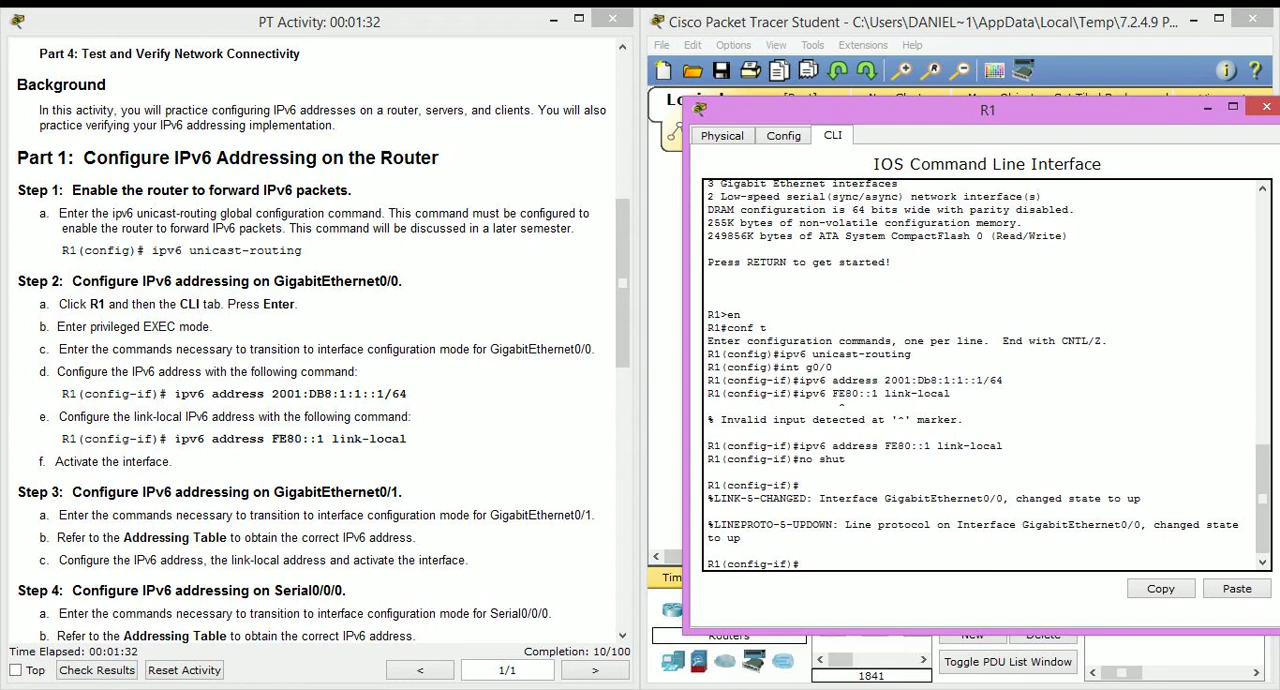 PT Activity: 00:01:32
Part 4: Test and Verify Network Connectivity
Background
In this activity, you will practice configuring IPv6 addresses on a router, servers, and clients. You will also
practice verifying your IPv6 addressing implementation.
Part 1: Configure IPv6 Addressing on the Router
Step 1: Enable the router to forward IPv6 packets.
a. Enter the ipv6 unicast-routing global configuration command. This command must be configured to
enable the router to forward IPv6 packets. This command will be discussed in a later semester.
R1(config)# ipv6 unicast-routing
Step 2: Configure IPv6 addressing on GigabitEthernet0/0.
a. Click R1 and then the CLI tab. Press Enter.
b. Enter privileged EXEC mode.
c. Enter the commands necessary to transition to interface configuration mode for GigabitEthernet0/0.
d. Configure the IPv6 address with the following command:
R1(config-if)# ipv6 address 2001:DB8:1:1::1/64
e. Configure the link-local IPv6 address with the following command:
R1(config-if)# ipv6 address FE80::1 link-local
f. Activate the interface.
Step 3: Configure IPv6 addressing on GigabitEthernet0/1.
a. Enter the commands necessary to transition to interface configuration mode for GigabitEthernet0/1.
b. Refer to the Addressing Table to obtain the correct IPv6 address.
c. Configure the IPv6 address, the link-local address and activate the interface.
Step 4: Configure IPv6 addressing on Serial0/0/0.
a. Enter the commands necessary to transition to interface configuration mode for Serial0/0/0.
b. Refer to the Addressing Table to obtain the correct IPv6 address.
Time Elapsed: 00:01:32 Completion: 10/100
Top Check Results Reset Activity < 1/1 >
Cisco Packet Tracer Student - C:\Users\DANIEL~1\AppData\Local\Temp\7.2.4.9 P...
File Edit Options View Tools Extensions Help
R1
Physical Config CLI
IOS Command Line Interface
3 Gigabit Ethernet interfaces
2 Low-speed serial(sync/async) network interface(s)
DRAM configuration is 64 bits wide with parity disabled.
255K bytes of non-volatile configuration memory.
249856K bytes of ATA System CompactFlash 0 (Read/Write)
Press RETURN to get started!
R1>en
R1#conf t
Enter configuration commands, one per line. End with CNTL/Z.
R1(config)#ipv6 unicast-routing
R1(config)#int g0/0
R1(config-if)#ipv6 address 2001:Db8:1:1::1/64
R1(config-if)#ipv6 FE80::1 link-local
^
% Invalid input detected at '^' marker.
R1(config-if)#ipv6 address FE80::1 link-local
R1(config-if)#no shut
R1(config-if)#
%LINK-5-CHANGED: Interface GigabitEthernet0/0, changed state to up
%LINEPROTO-5-UPDOWN: Line protocol on Interface GigabitEthernet0/0, changed state
to up
R1(config-if)#
Copy Paste
Tim
Routers New Delete
Toggle PDU List Window
1841